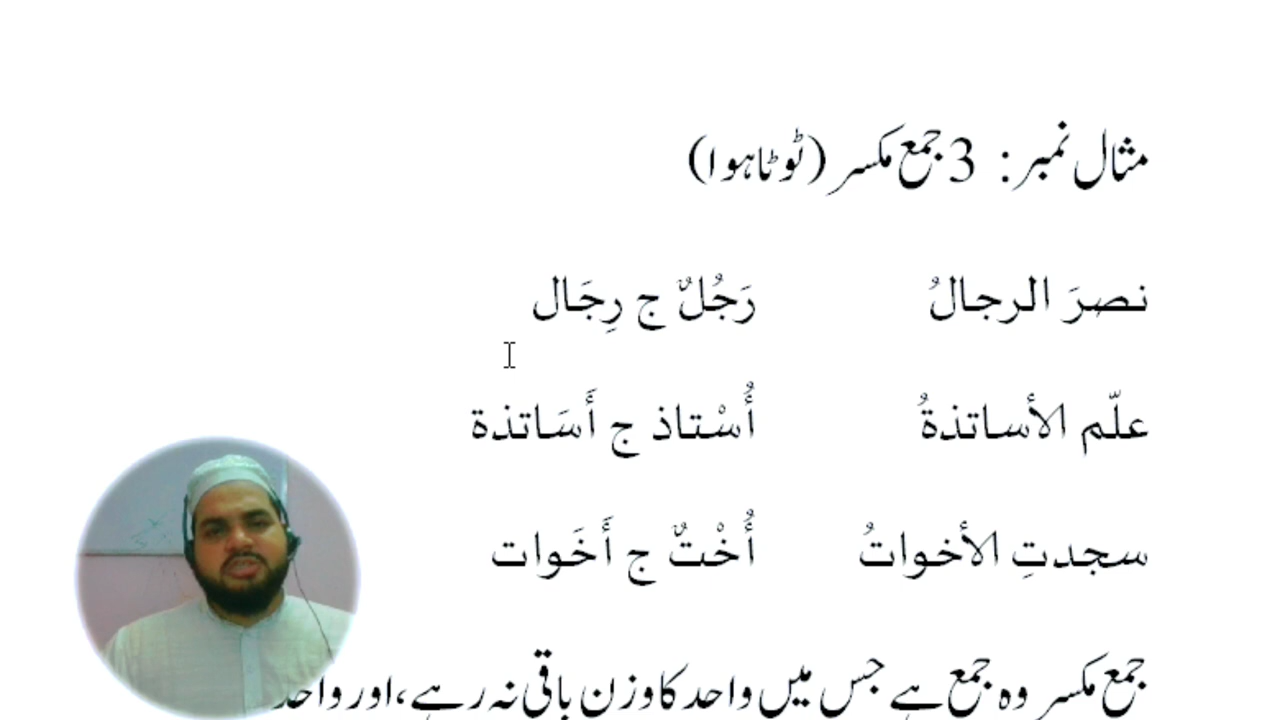 مثال نمبر: 3 جمع مکسر (ٹوٹا ہوا)
نصرَ الرجالُ رَجُلٌ ج رِجَال
علّم الأساتذةُ أُسْتاذ ج أَسَاتذة
سجدتِ الأخواتُ أُخْتٌ ج أَخَوات
جمع مکسر وہ جمع ہے جس میں واحد کا وزن باقی نہ رہے، اور واحد